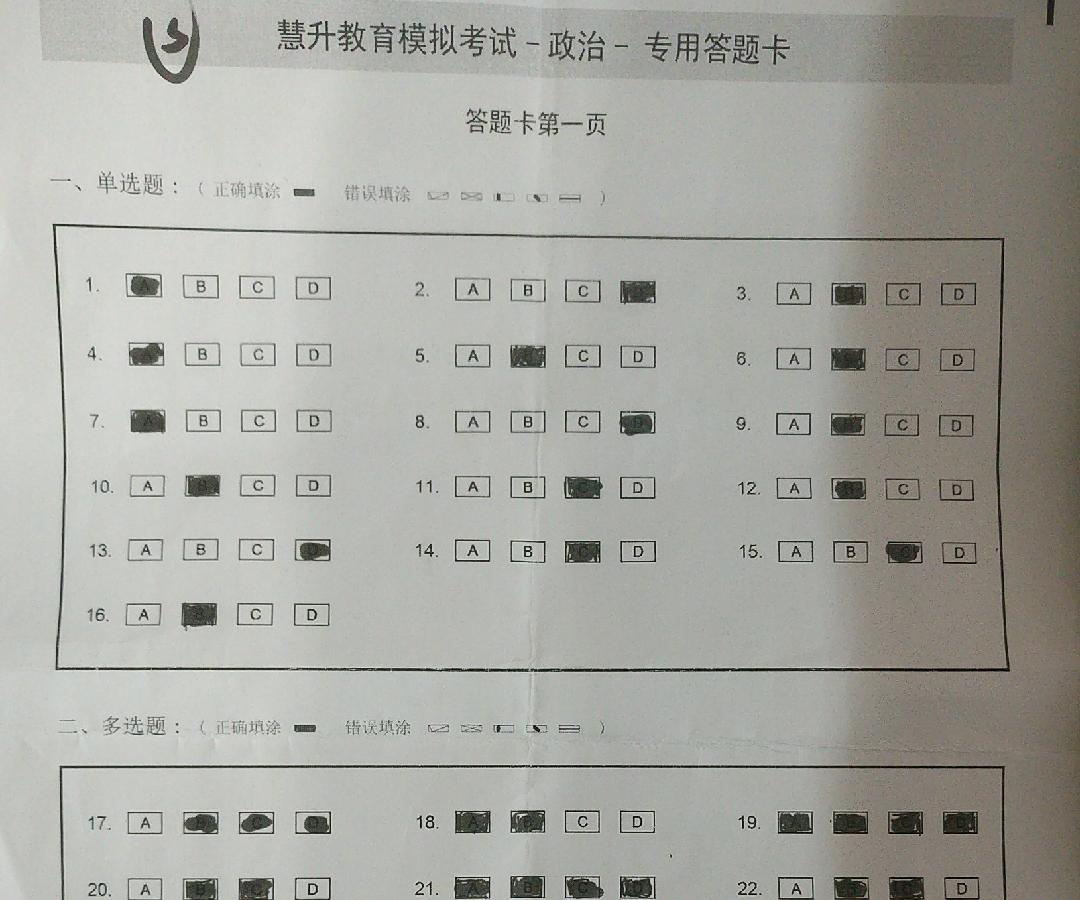 慧升教育模拟考试-政治- 专用答题卡
答题卡第一页
一、单选题：（ 正确填涂 错误填涂 ）
1. A B C D 2. A B C D 3. A B C D
4. A B C D 5. A B C D 6. A B C D
7. A B C D 8. A B C D 9. A B C D
10. A B C D 11. A B C D 12. A B C D
13. A B C D 14. A B C D 15. A B C D
16. A B C D
二、多选题：（ 正确填涂 错误填涂 ）
17. A B C D 18. A B C D 19. A B C D
20. A B C D 21. A B C D 22. A B C D